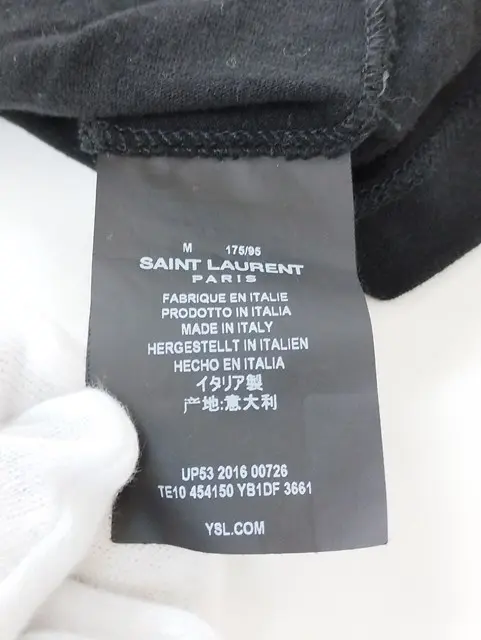 M 175/95
SAINT LAURENT
PARIS
FABRIQUE EN ITALIE
PRODOTTO IN ITALIA
MADE IN ITALY
HERGESTELLT IN ITALIEN
HECHO EN ITALIA
イタリア製
产地:意大利
UP53 2016 00726
TE10 454150 YB1DF 3661
YSL.COM